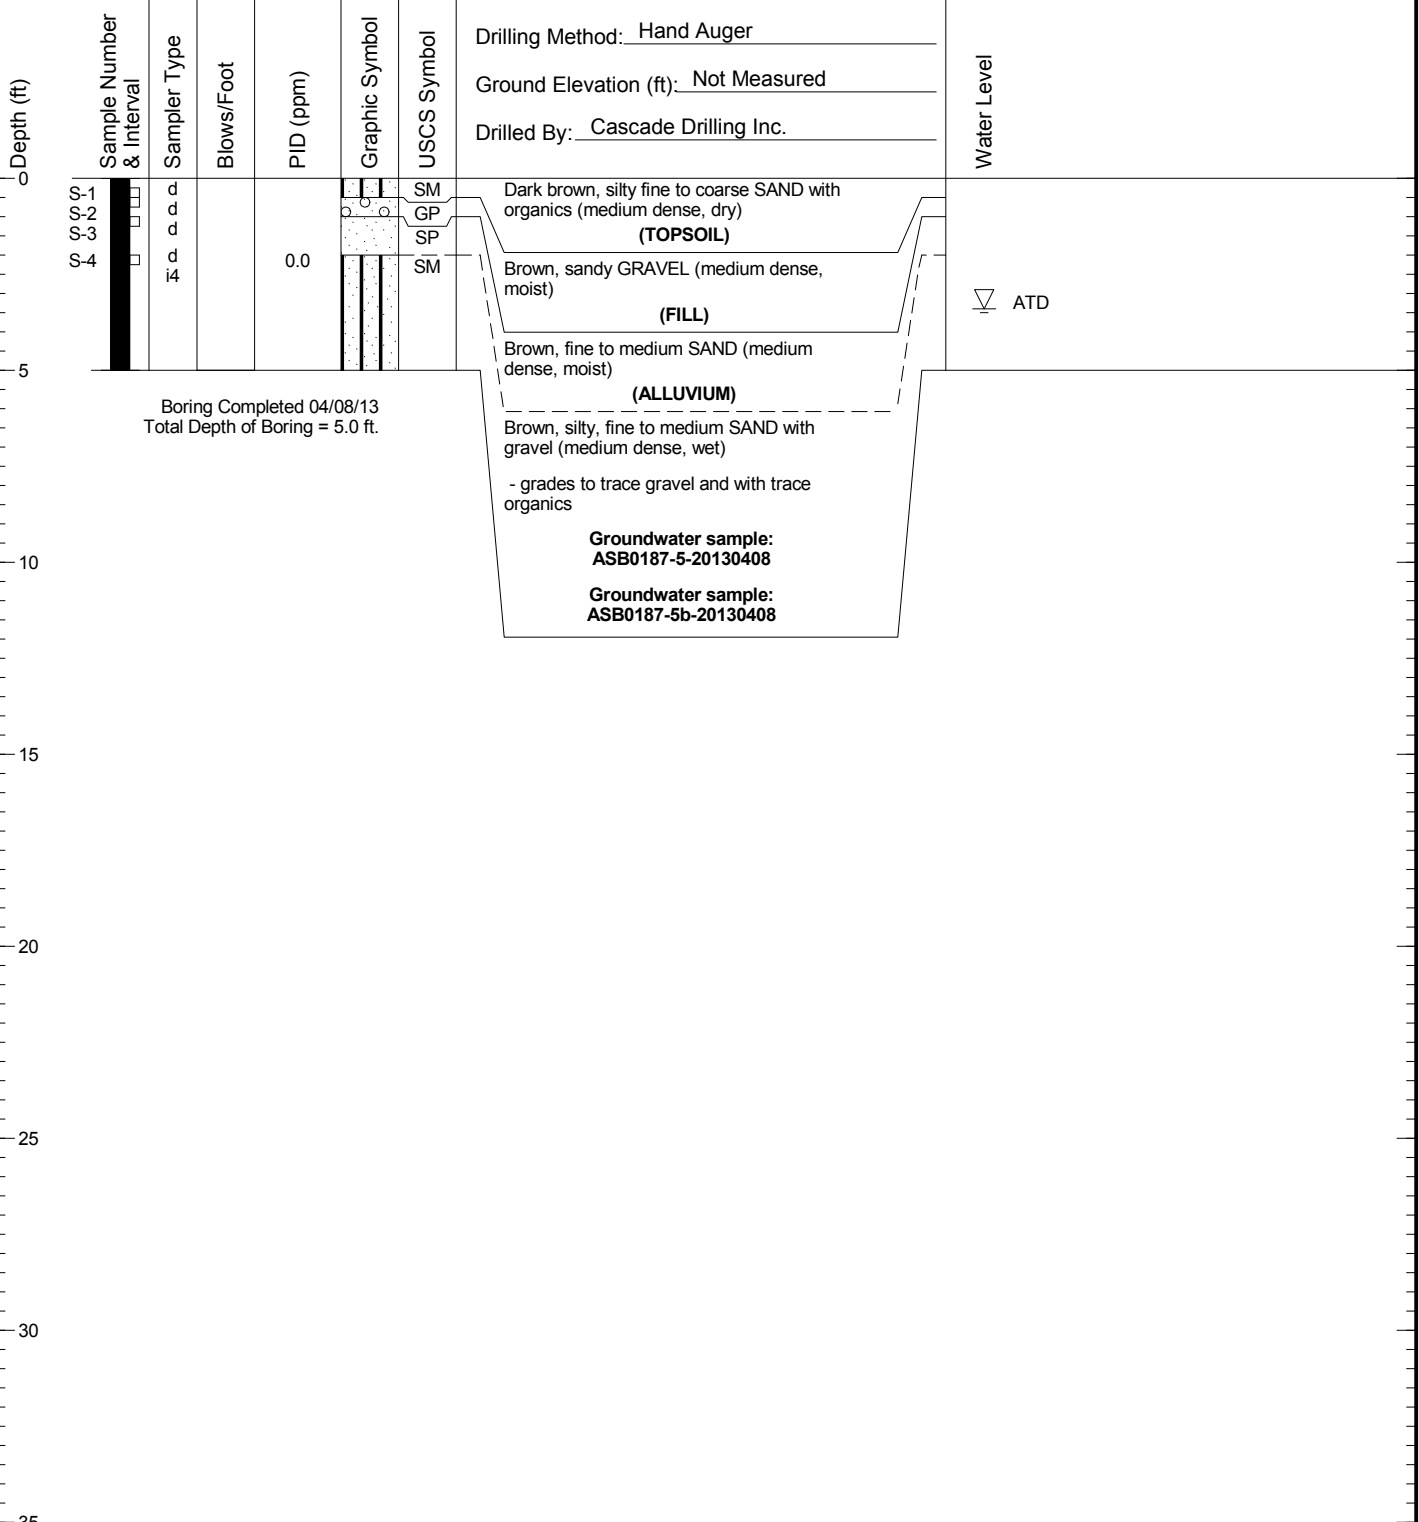 Depth (ft)
Sample Number
& Interval
Sampler Type
Blows/Foot
PID (ppm)
Graphic Symbol
USCS Symbol
Drilling Method: Hand Auger
Ground Elevation (ft): Not Measured
Drilled By: Cascade Drilling Inc.
Water Level
0
S-1 d SM
S-2 d GP
S-3 d SP
S-4 d 0.0 SM
i4
Dark brown, silty fine to coarse SAND with
organics (medium dense, dry)
(TOPSOIL)
Brown, sandy GRAVEL (medium dense,
moist)
(FILL)
ATD
Brown, fine to medium SAND (medium
dense, moist)
(ALLUVIUM)
5
Boring Completed 04/08/13
Total Depth of Boring = 5.0 ft.
Brown, silty, fine to medium SAND with
gravel (medium dense, wet)
- grades to trace gravel and with trace
organics
Groundwater sample:
ASB0187-5-20130408
10
Groundwater sample:
ASB0187-5b-20130408
15
20
25
30
35